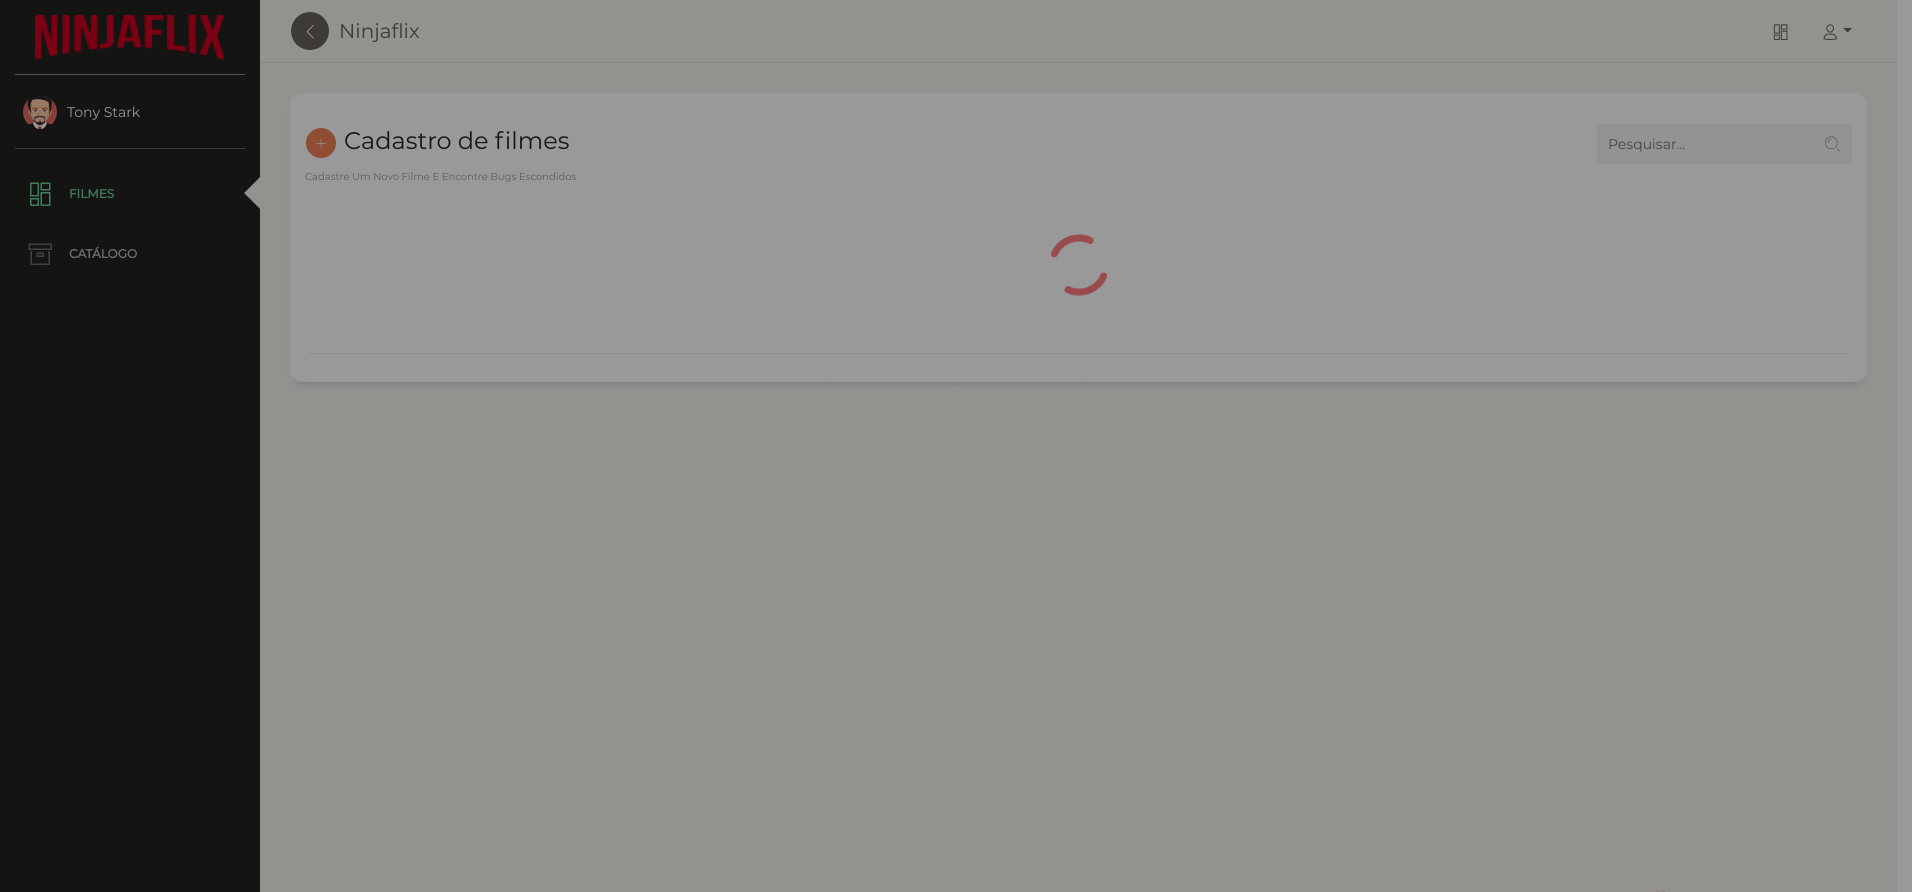 NINJAFLIX
Ninjaflix
Tony Stark
FILMES
CATÁLOGO
Cadastro de filmes
Pesquisar...
Cadastre Um Novo Filme E Encontre Bugs Escondidos